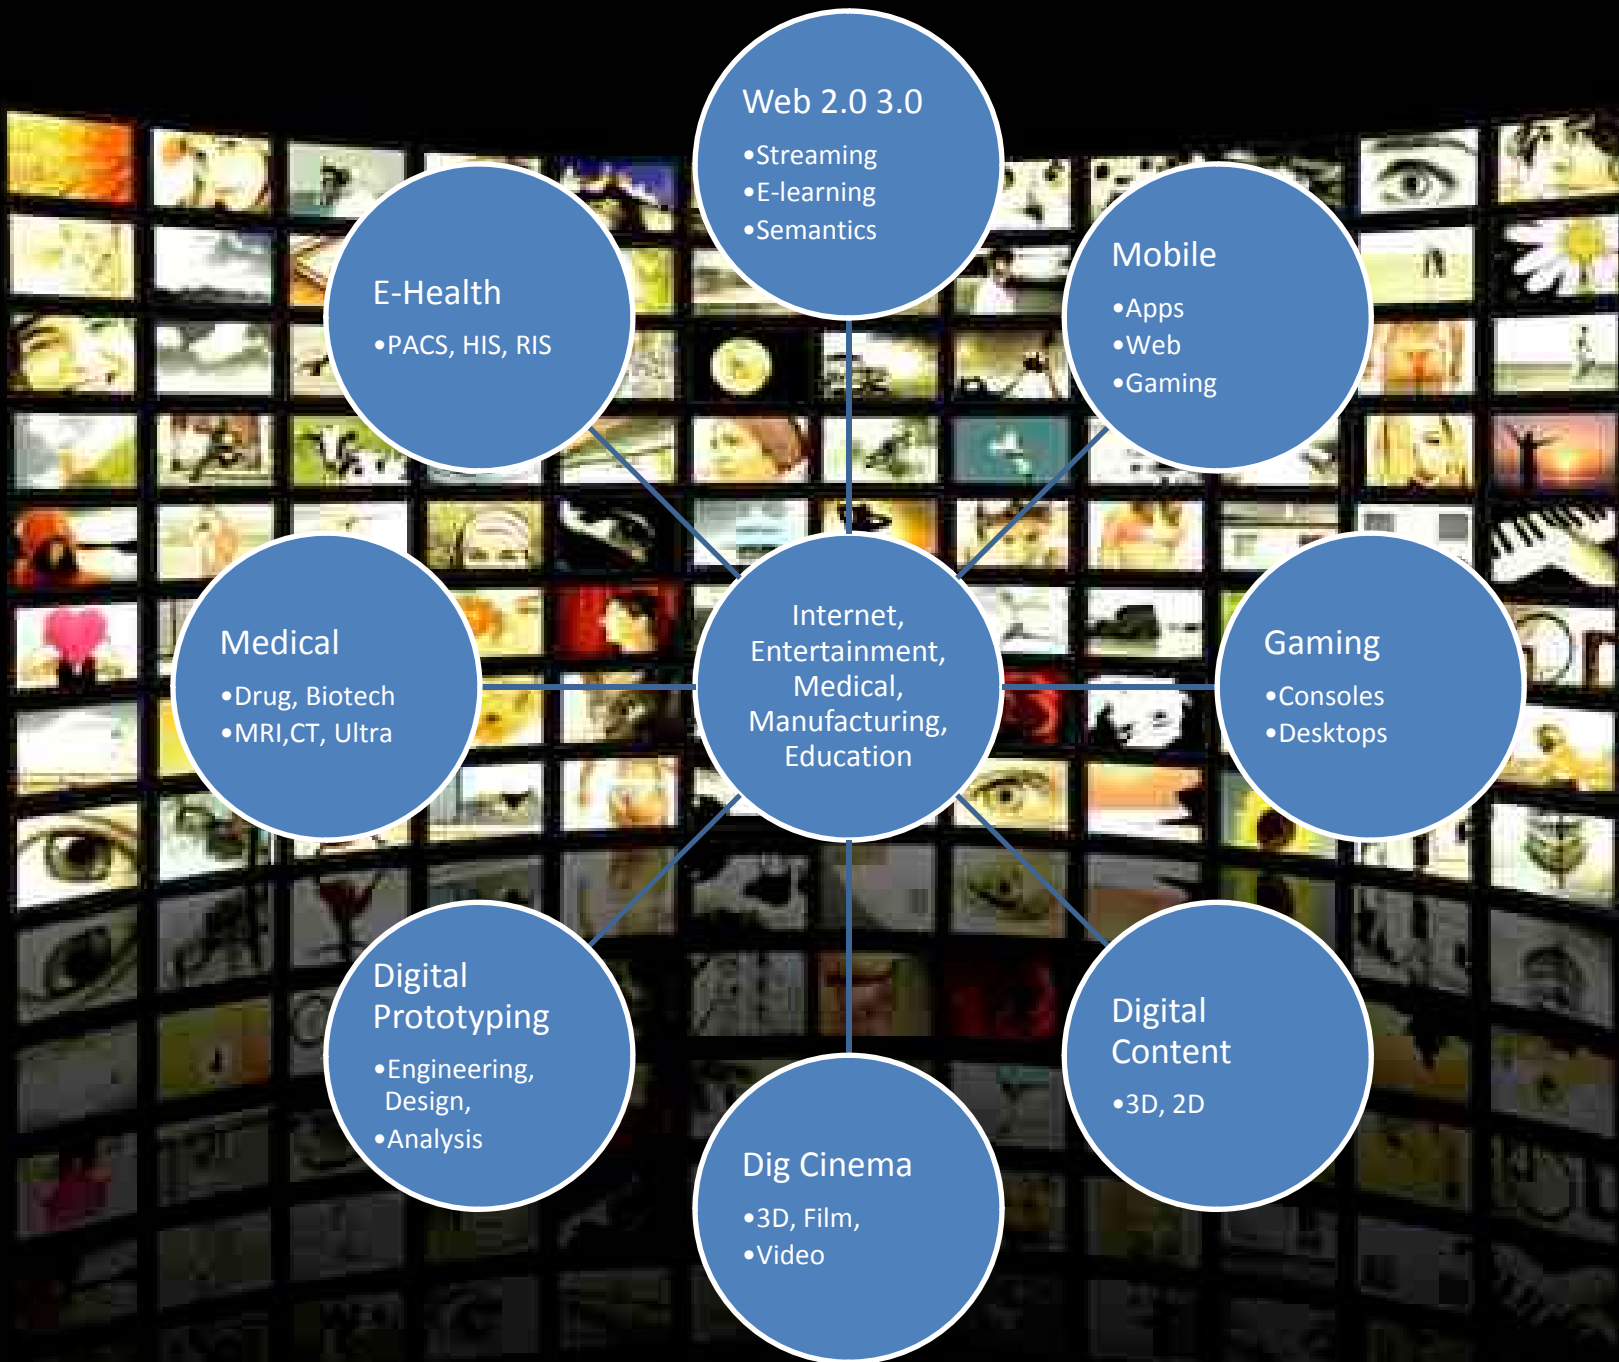 Web 2.0 3.0
•Streaming
•E-learning
•Semantics
Mobile
•Apps
•Web
•Gaming
Gaming
•Consoles
•Desktops
Digital
Content
•3D, 2D
Dig Cinema
•3D, Film,
•Video
Digital
Prototyping
•Engineering,
Design,
•Analysis
Medical
•Drug, Biotech
•MRI,CT, Ultra
E-Health
•PACS, HIS, RIS
Internet,
Entertainment,
Medical,
Manufacturing,
Education